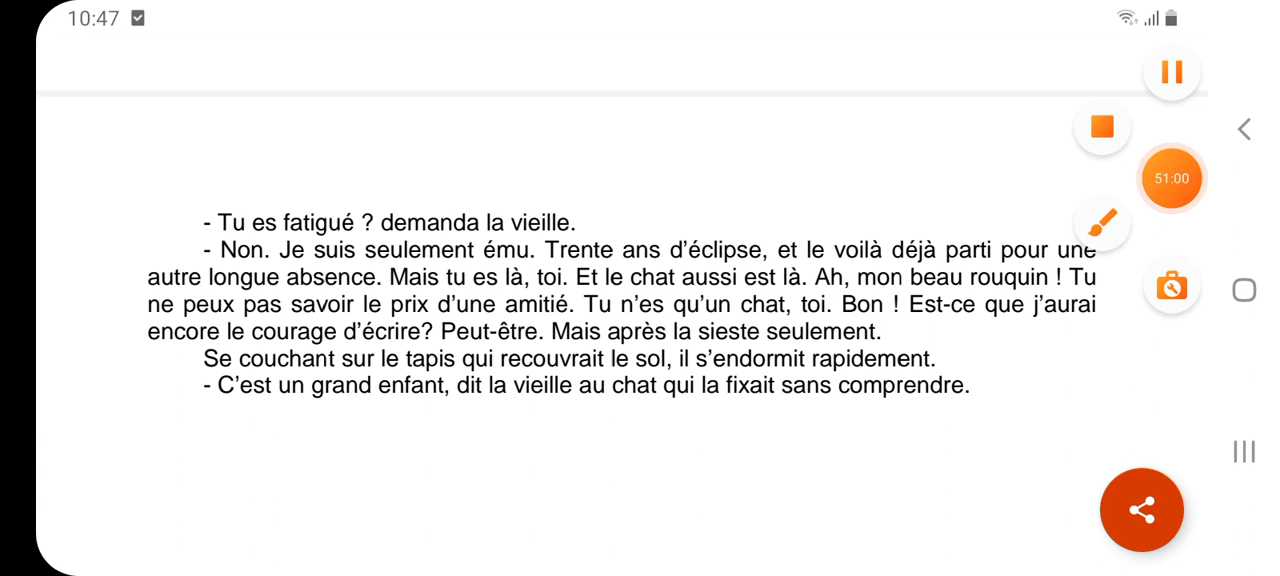 10:47
51:00
- Tu es fatigué ? demanda la vieille.
- Non. Je suis seulement ému. Trente ans d’éclipse, et le voilà déjà parti pour une
autre longue absence. Mais tu es là, toi. Et le chat aussi est là. Ah, mon beau rouquin ! Tu
ne peux pas savoir le prix d’une amitié. Tu n’es qu’un chat, toi. Bon ! Est-ce que j’aurai
encore le courage d’écrire? Peut-être. Mais après la sieste seulement.
Se couchant sur le tapis qui recouvrait le sol, il s’endormit rapidement.
- C’est un grand enfant, dit la vieille au chat qui la fixait sans comprendre.